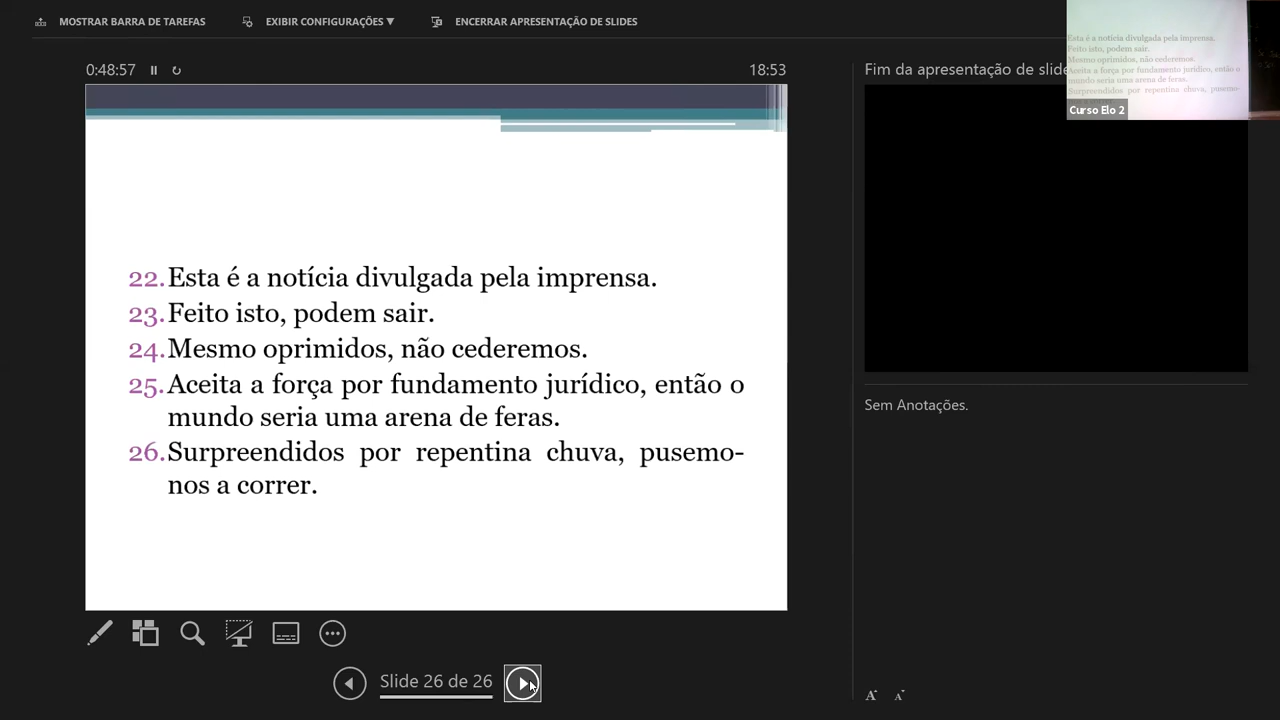 MOSTRAR BARRA DE TAREFAS
EXIBIR CONFIGURAÇÕES ▼
ENCERRAR APRESENTAÇÃO DE SLIDES
0:48:57
18:53
22. Esta é a notícia divulgada pela imprensa.
23. Feito isto, podem sair.
24. Mesmo oprimidos, não cederemos.
25. Aceita a força por fundamento jurídico, então o
mundo seria uma arena de feras.
26. Surpreendidos por repentina chuva, pusemo-
nos a correr.
Slide 26 de 26
Fim da apresentação de slide
Sem Anotações.
A A
Esta é a notícia divulgada pela imprensa.
Feito isto, podem sair.
Mesmo oprimidos, não cederemos.
Aceita a força por fundamento jurídico, então o
mundo seria uma arena de feras.
Surpreendidos por repentina chuva, pusemo-
Curso Elo 2